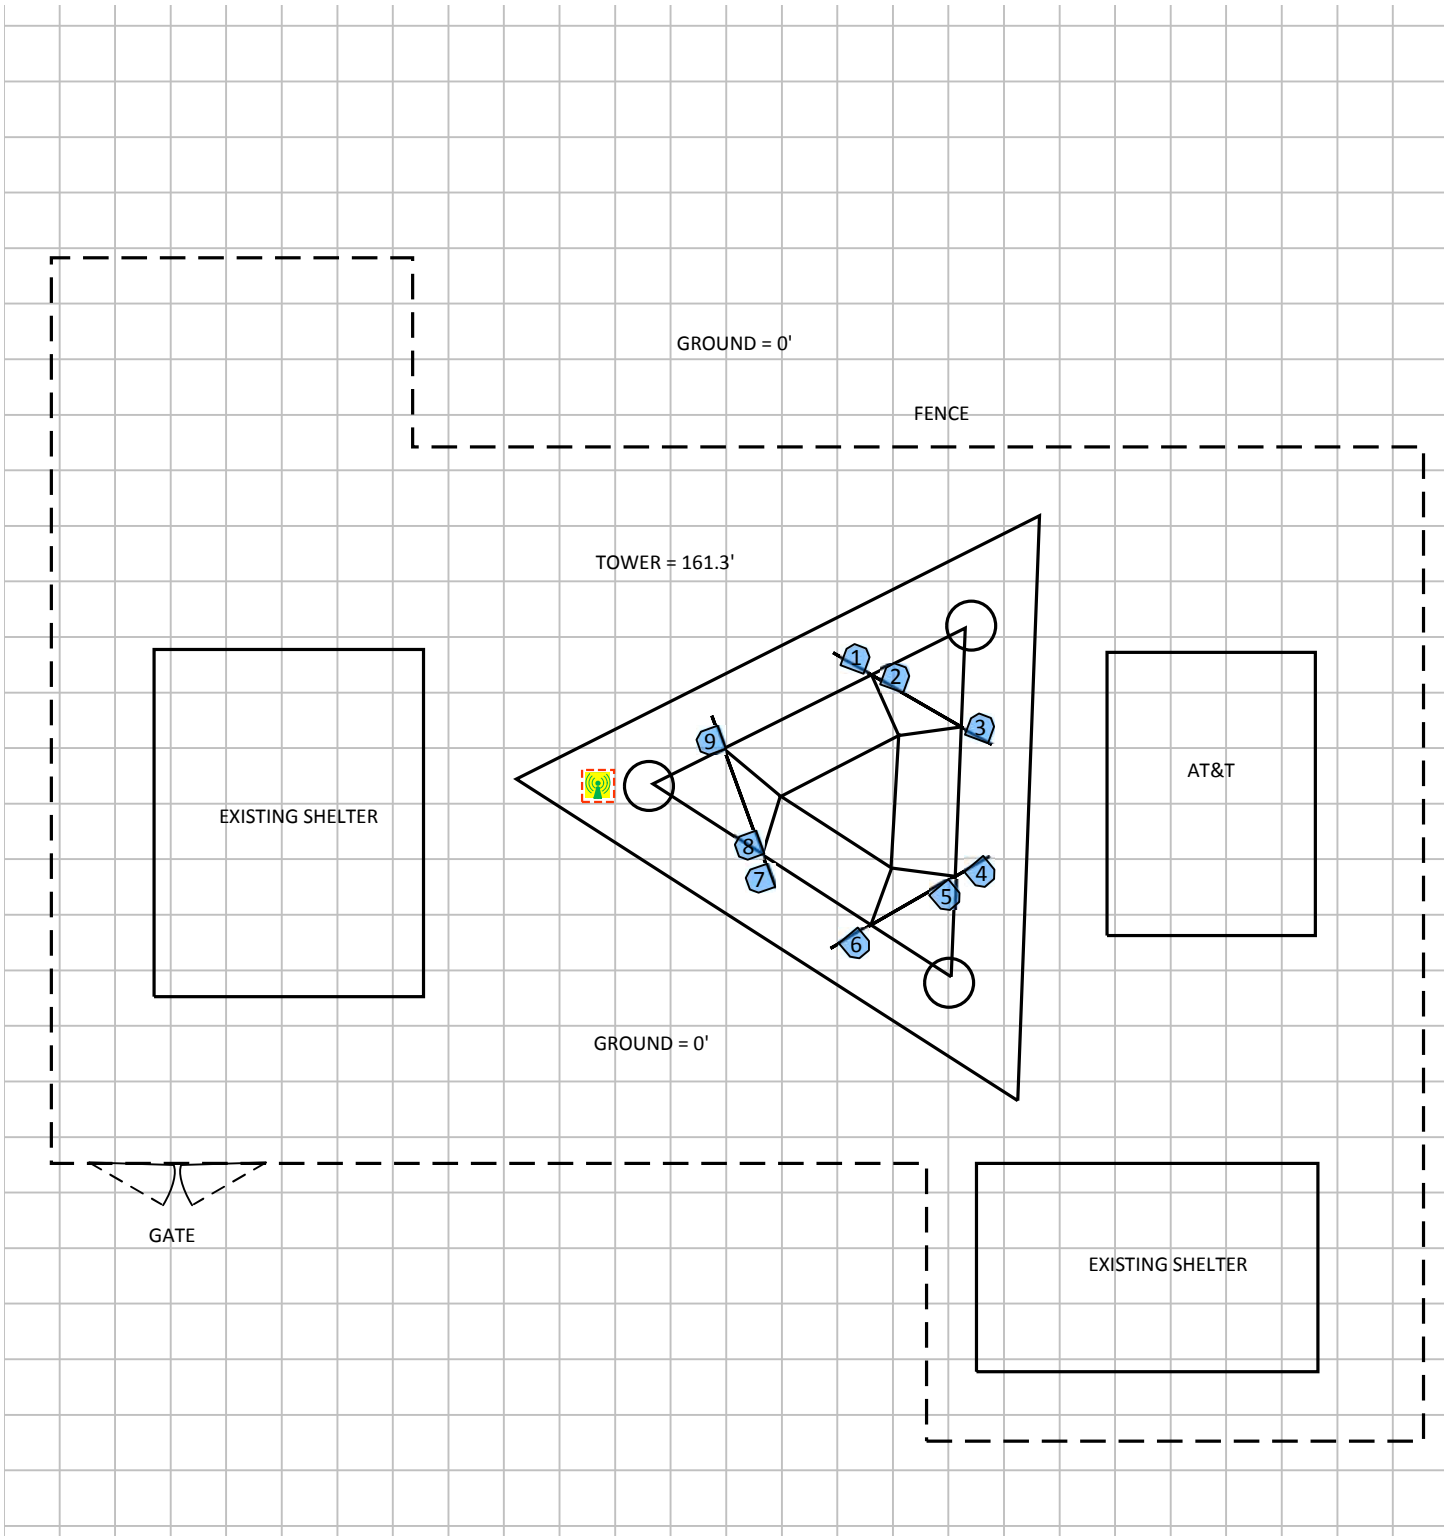 GROUND = 0'
FENCE
TOWER = 161.3'
1
2
3
9
AT&T
EXISTING SHELTER
8
7
4
5
6
GROUND = 0'
GATE
EXISTING SHELTER